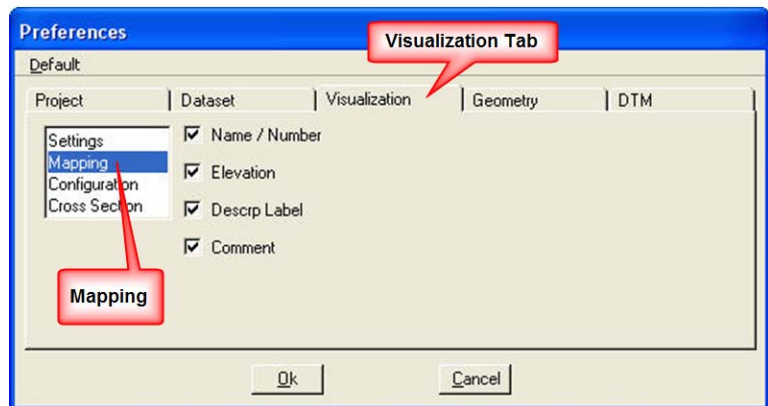 Preferences
Visualization Tab
Default
Project Dataset Visualization Geometry DTM
Settings
Mapping
Configuration
Cross Section
Name / Number
Elevation
Descrp Label
Comment
Mapping
Ok Cancel